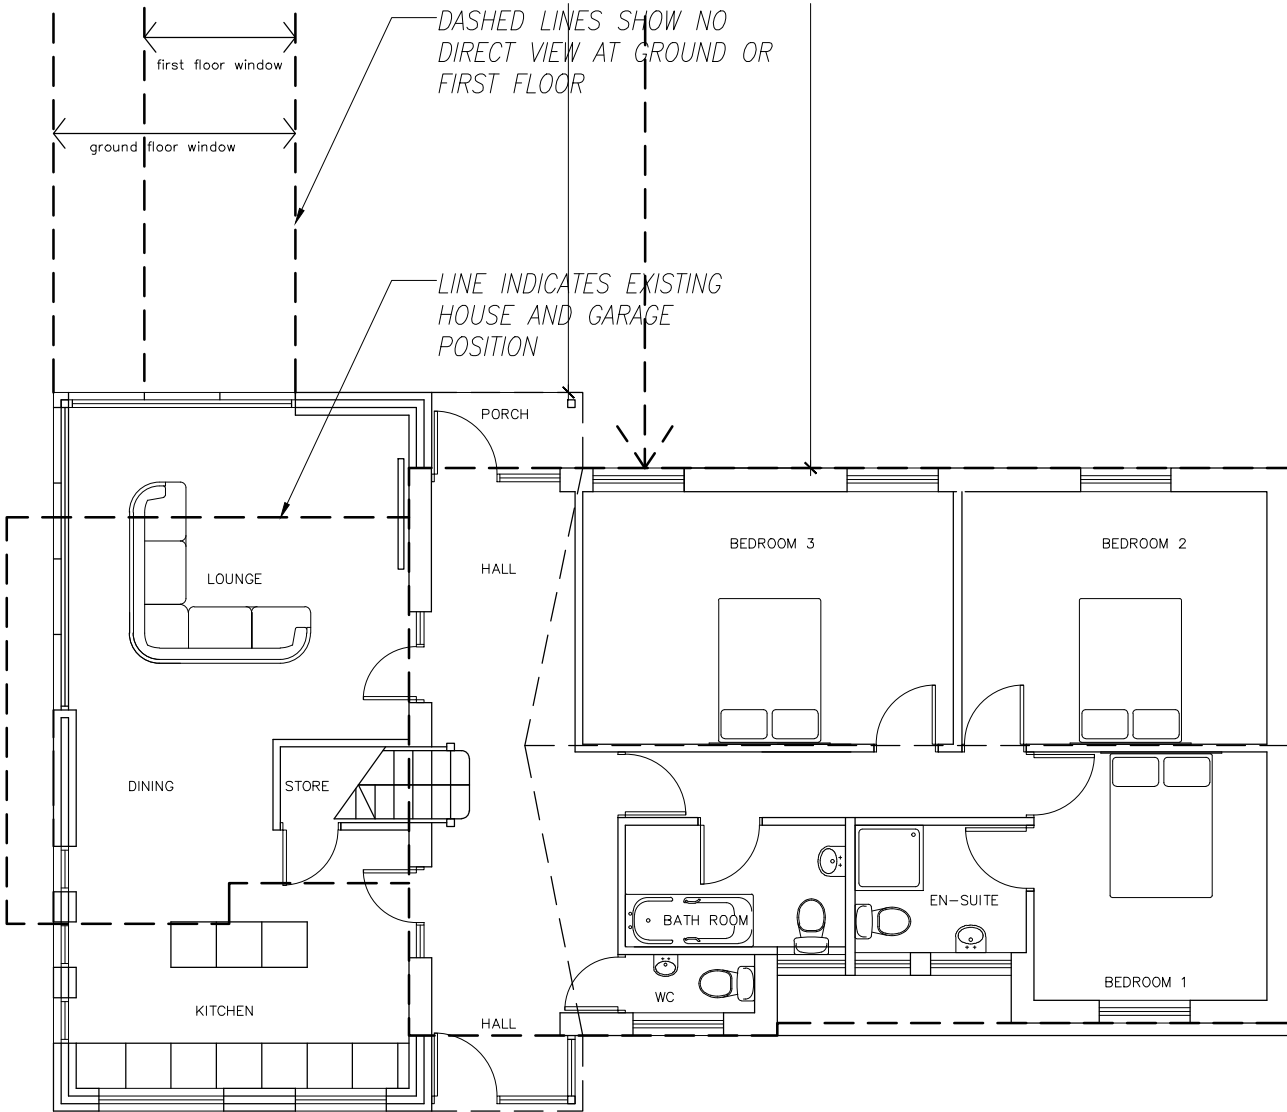 DASHED LINES SHOW NO
DIRECT VIEW AT GROUND OR
FIRST FLOOR
first floor window
ground floor window
LINE INDICATES EXISTING
HOUSE AND GARAGE
POSITION
PORCH
BEDROOM 3
BEDROOM 2
HALL
LOUNGE
DINING
STORE
EN-SUITE
BATH ROOM
BEDROOM 1
WC
KITCHEN
HALL